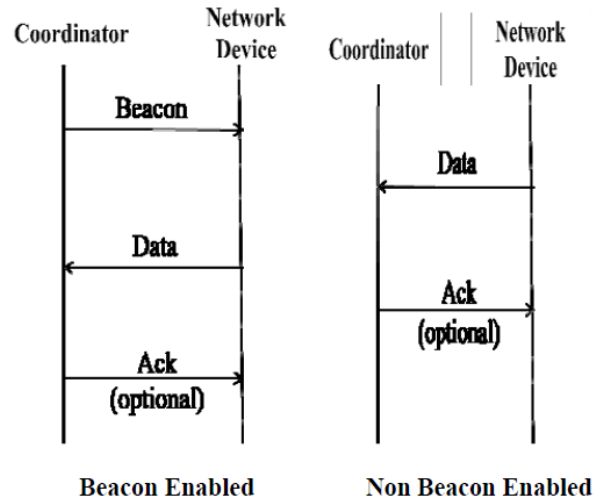 Coordinator
Network
Device
Beacon
Data
Ack
(optional)
Beacon Enabled
Coordinator
Network
Device
Data
Ack
(optional)
Non Beacon Enabled